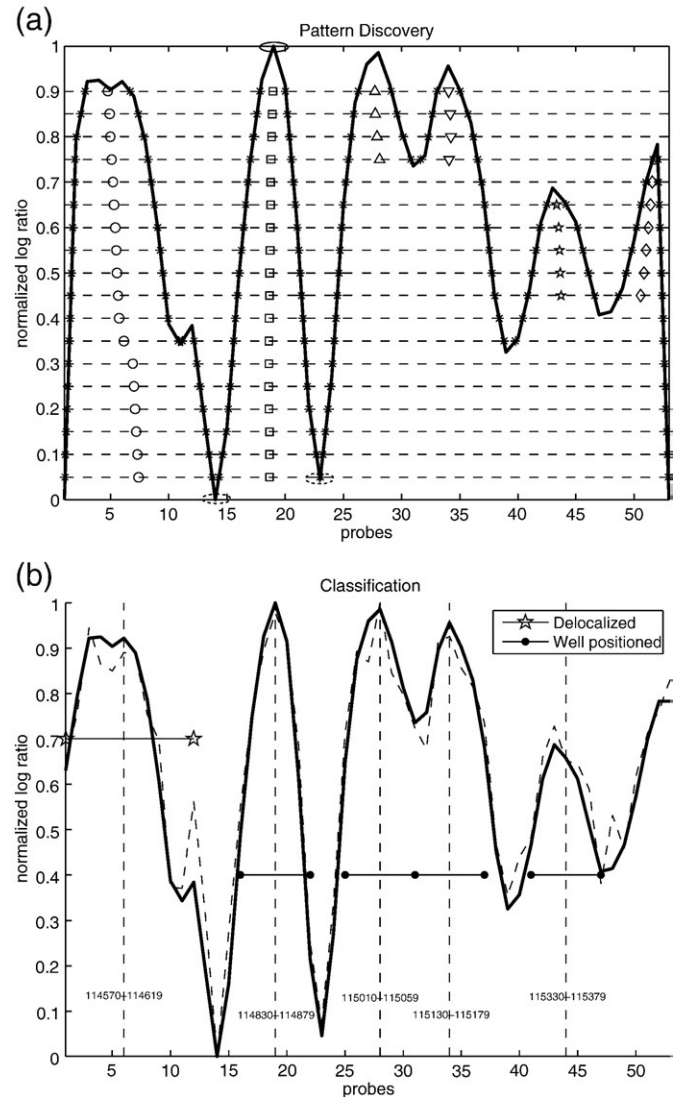 (a)
Pattern Discovery
1
0.9
0.8
0.7
0.6
0.5
0.4
0.3
0.2
0.1
0
normalized log ratio
5 10 15 20 25 30 35 40 45 50
probes
(b)
Classification
1
0.9
0.8
0.7
0.6
0.5
0.4
0.3
0.2
0.1
0
normalized log ratio
Delocalized
Well positioned
114570-114619
114830-114879
115010-115059
115130-115179
115330-115379
5 10 15 20 25 30 35 40 45 50
probes